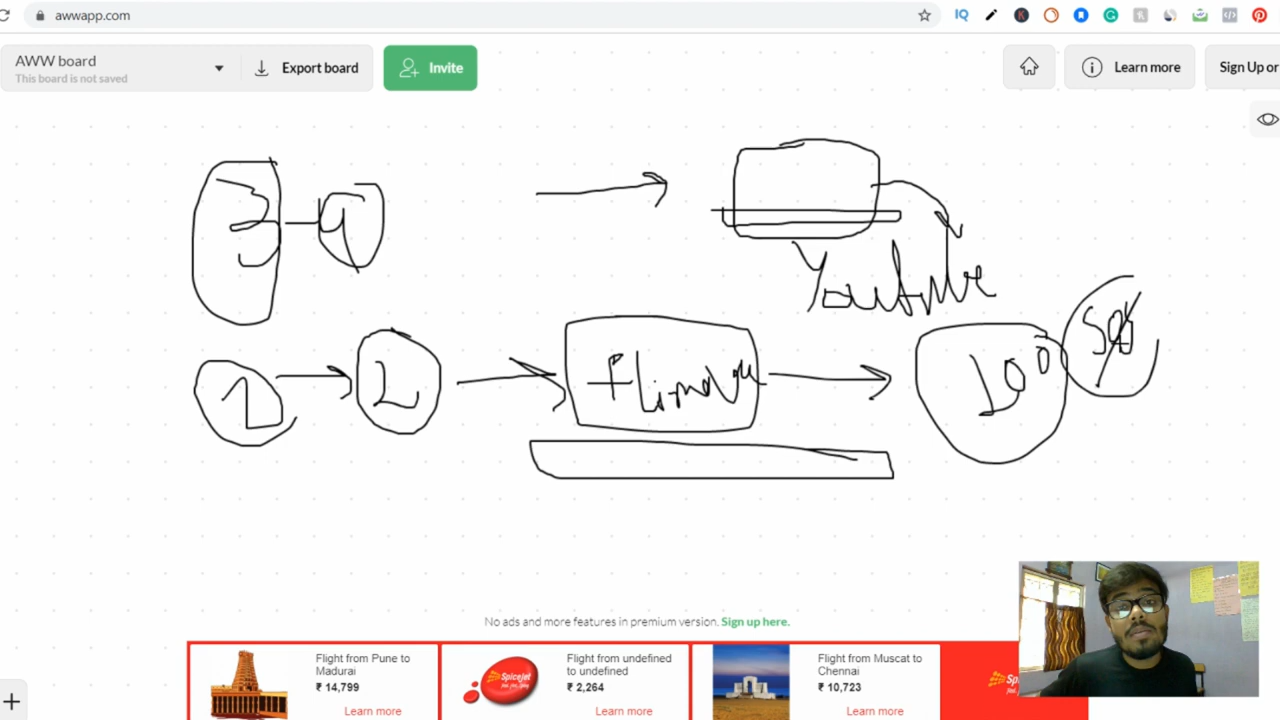 awwapp.com
IQ
AWW board
This board is not saved
Export board
Invite
Learn more
Sign Up or
3
9
Youtube
1
2
100
No ads and more features in premium version. Sign up here.
Flight from Pune to
Madurai
₹ 14,799
Learn more
SpiceJet
Flight from undefined
to undefined
₹ 2,264
Learn more
Flight from Muscat to
Chennai
₹ 10,723
Learn more